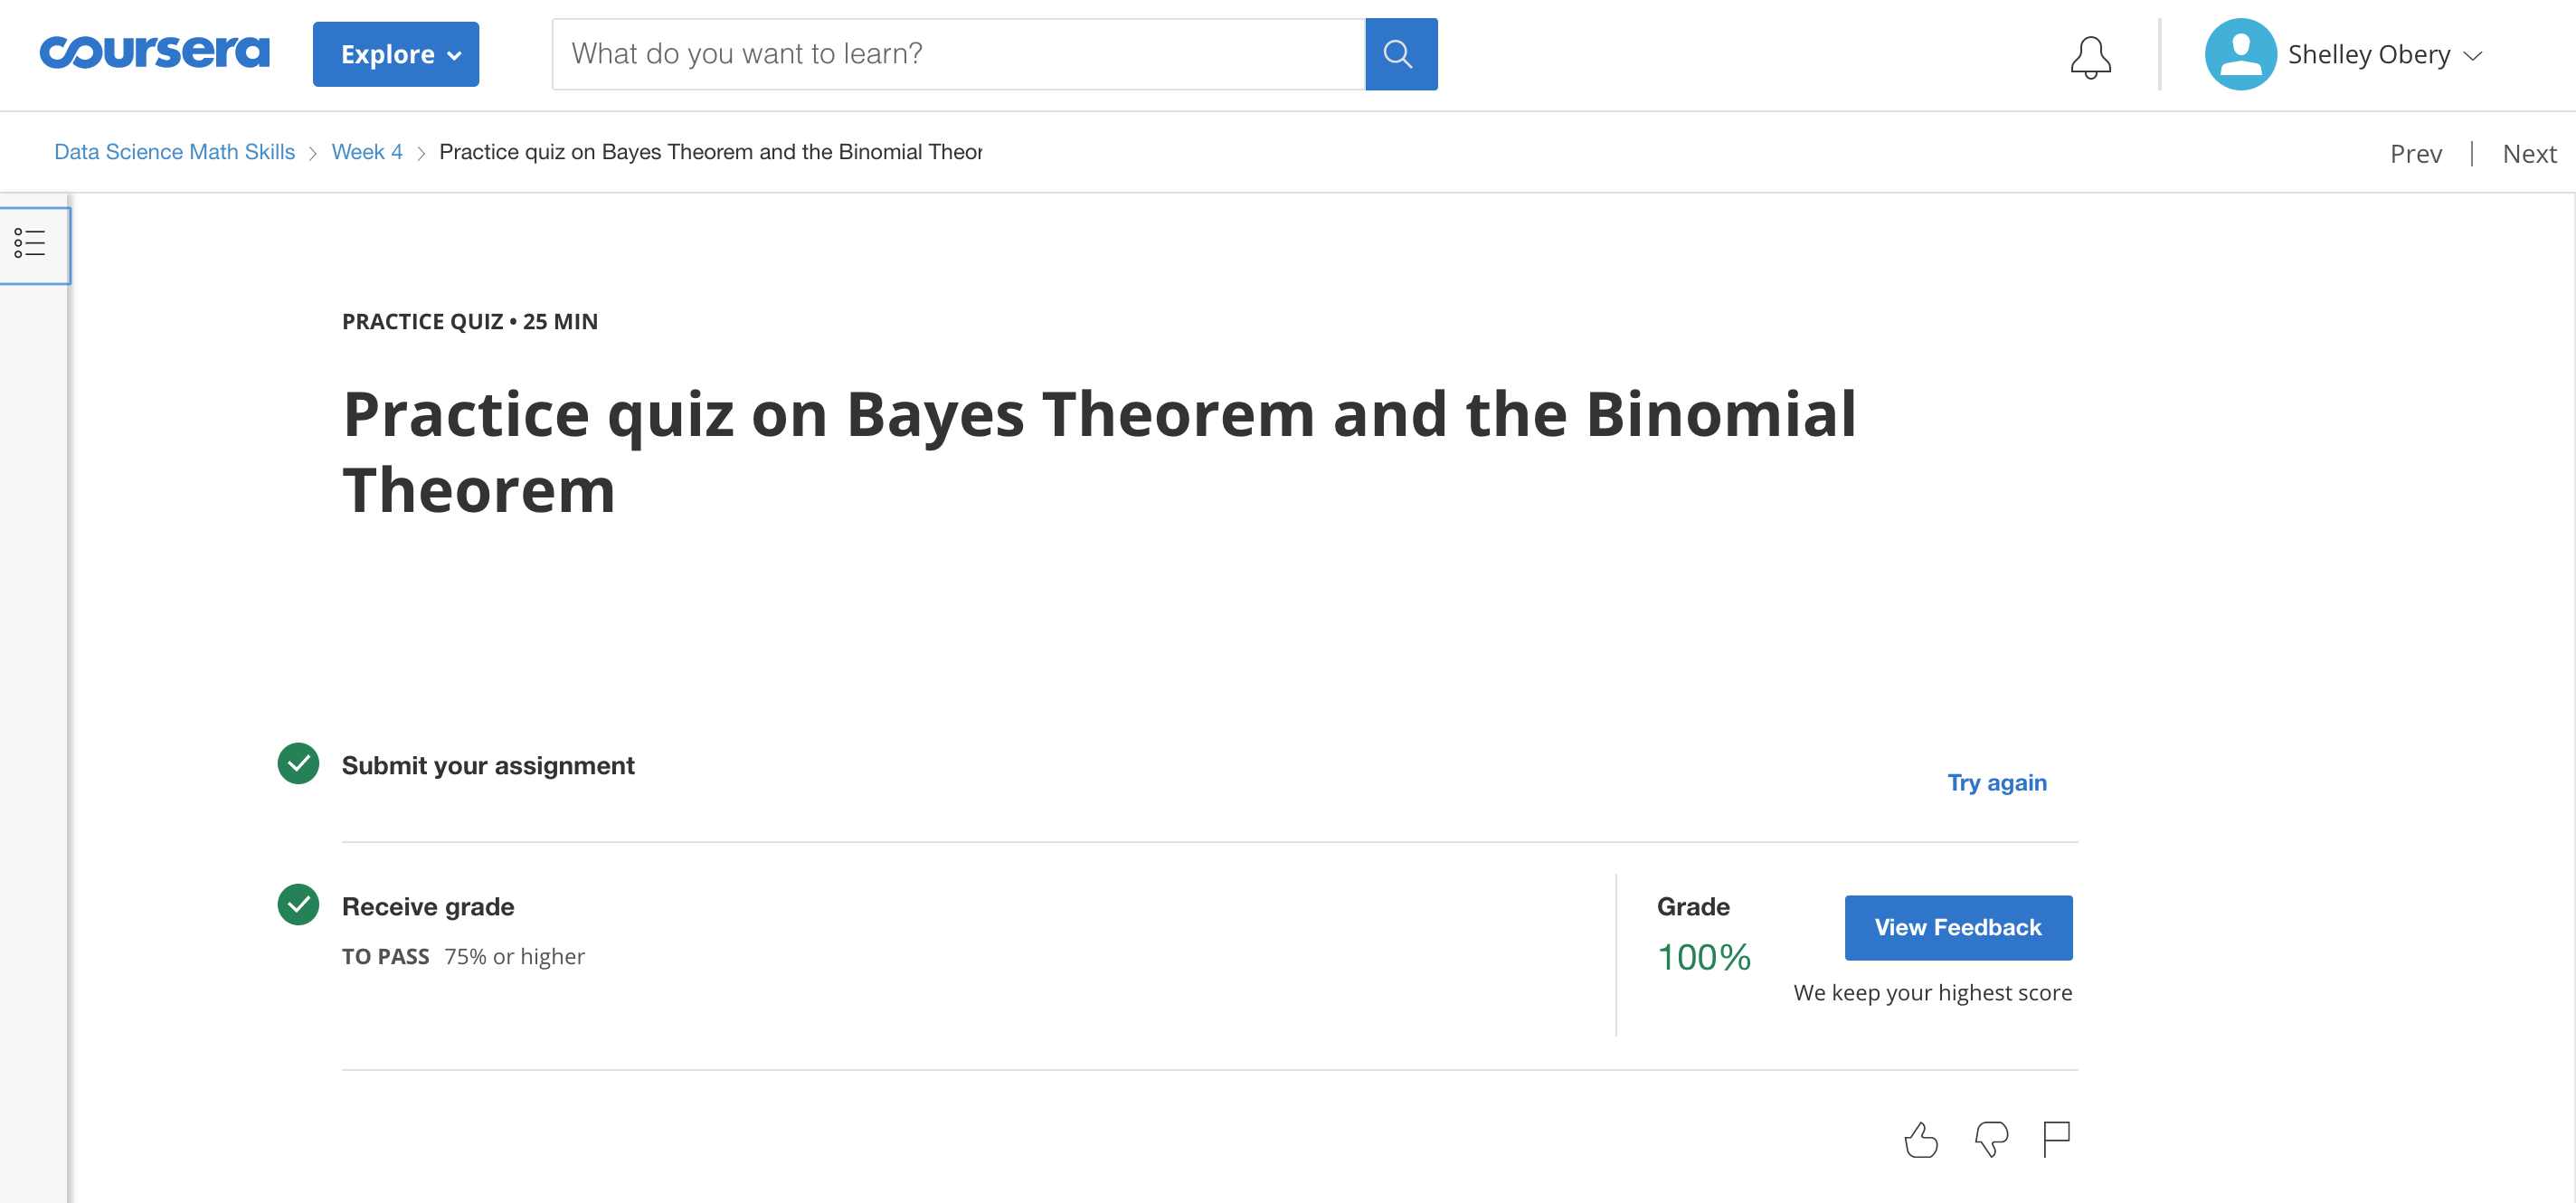 coursera
Explore
What do you want to learn?
Shelley Obery
Data Science Math Skills > Week 4 > Practice quiz on Bayes Theorem and the Binomial Theor
Prev | Next
PRACTICE QUIZ • 25 MIN
Practice quiz on Bayes Theorem and the Binomial
Theorem
Submit your assignment
Try again
Receive grade
TO PASS 75% or higher
Grade
100%
View Feedback
We keep your highest score